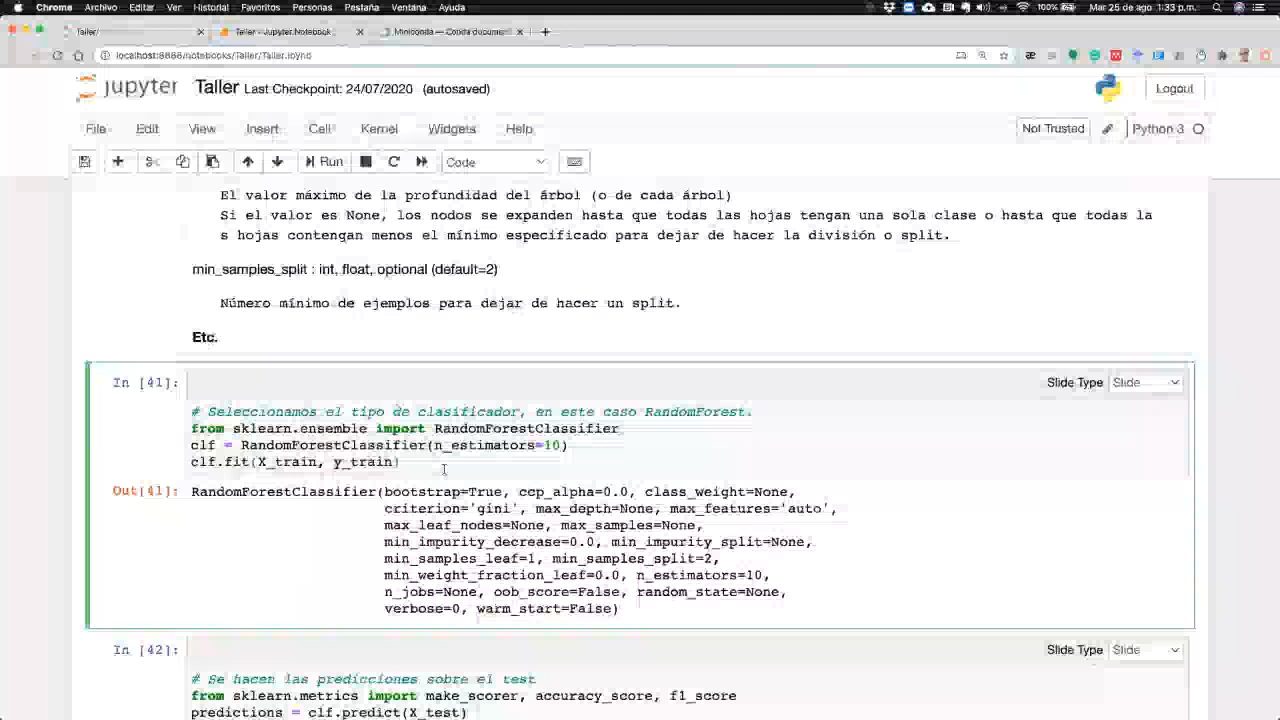 Chrome Archivo Editar Ver Historial Favoritos Personas Pestaña Ventana Ayuda 100% Mar 25 de ago 1:33 p.m.
Taller/ Taller - Jupyter Notebook Miniconda — Conda docume
localhost:8888/notebooks/Taller/Taller.ipynb
jupyter Taller Last Checkpoint: 24/07/2020 (autosaved) Logout
File Edit View Insert Cell Kernel Widgets Help Not Trusted Python 3
Run Code
El valor máximo de la profundidad del árbol (o de cada árbol)
Si el valor es None, los nodos se expanden hasta que todas las hojas tengan una sola clase o hasta que todas la
s hojas contengan menos el mínimo especificado para dejar de hacer la división o split.
min_samples_split : int, float, optional (default=2)
Número mínimo de ejemplos para dejar de hacer un split.
Etc.
In [41]: Slide Type Slide
# Seleccionamos el tipo de clasificador, en este caso RandomForest.
from sklearn.ensemble import RandomForestClassifier
clf = RandomForestClassifier(n_estimators=10)
clf.fit(X_train, y_train)
Out[41]: RandomForestClassifier(bootstrap=True, ccp_alpha=0.0, class_weight=None,
criterion='gini', max_depth=None, max_features='auto',
max_leaf_nodes=None, max_samples=None,
min_impurity_decrease=0.0, min_impurity_split=None,
min_samples_leaf=1, min_samples_split=2,
min_weight_fraction_leaf=0.0, n_estimators=10,
n_jobs=None, oob_score=False, random_state=None,
verbose=0, warm_start=False)
In [42]: Slide Type Slide
# Se hacen las predicciones sobre el test
from sklearn.metrics import make_scorer, accuracy_score, f1_score
predictions = clf.predict(X_test)